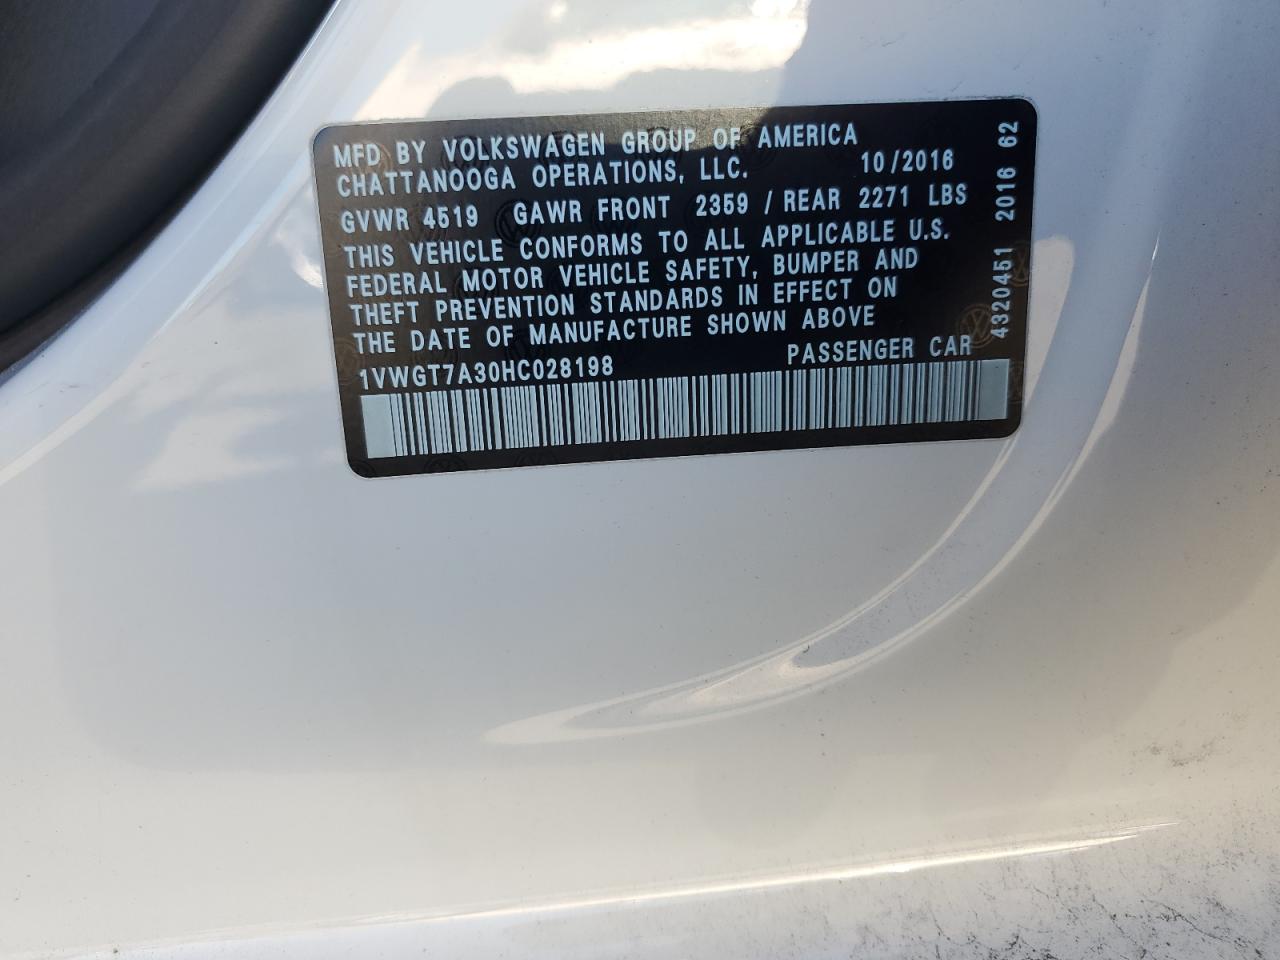 MFD BY VOLKSWAGEN GROUP OF AMERICA
CHATTANOOGA OPERATIONS, LLC. 10/2016
GVWR 4519 GAWR FRONT 2359 / REAR 2271 LBS
THIS VEHICLE CONFORMS TO ALL APPLICABLE U.S.
FEDERAL MOTOR VEHICLE SAFETY, BUMPER AND
THEFT PREVENTION STANDARDS IN EFFECT ON
THE DATE OF MANUFACTURE SHOWN ABOVE
1VWGT7A30HC028198 PASSENGER CAR
4320451 2016 62